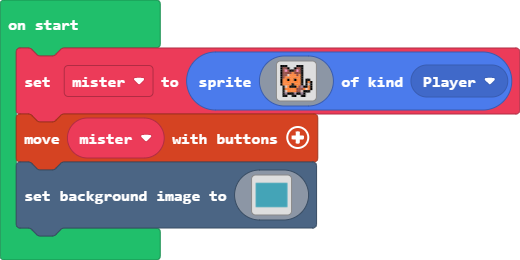 on start
set mister to sprite of kind Player
move mister with buttons
set background image to